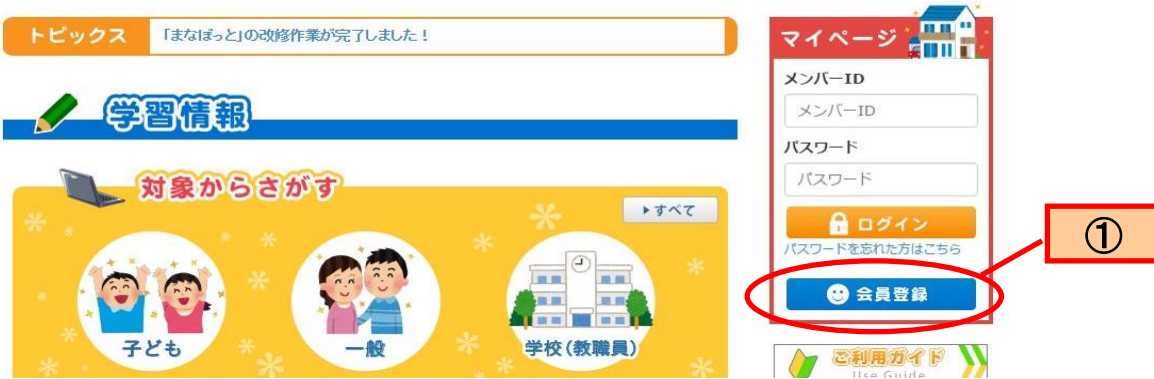 トピックス 「まなぼっと」の改修作業が完了しました！
学習情報
対象からさがす
すべて
子ども
一般
学校(教職員)
マイページ
メンバーID
メンバーID
パスワード
パスワード
ログイン
パスワードを忘れた方はこちら
会員登録
①
ご利用ガイド
Use Guide